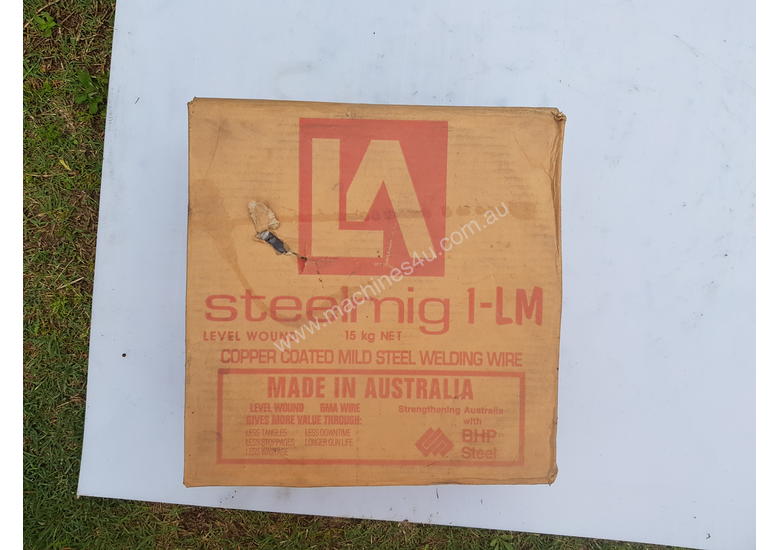 LA
steelmig 1-LM
LEVEL WOUND 15 kg NET
COPPER COATED MILD STEEL WELDING WIRE
MADE IN AUSTRALIA
LEVEL WOUND GMA WIRE
GIVES MORE VALUE THROUGH:
LESS TANGLES LESS DOWNTIME
LESS STOPPAGES LONGER GUN LIFE
LESS WASTAGE
Strengthening Australia
with
BHP
Steel
www.machines4u.com.au